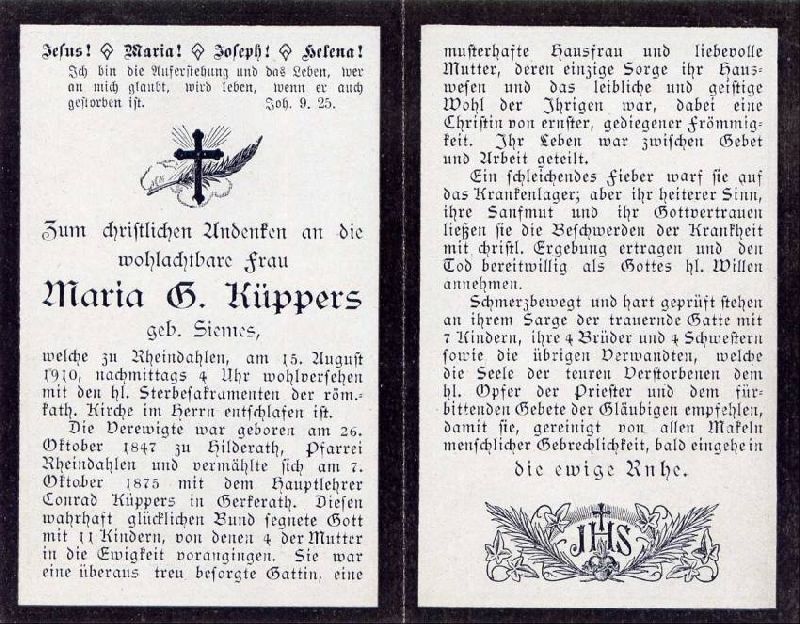 Jesus! Maria! Joseph! Helena!
Ich bin die Auferstehung und das Leben, wer
an mich glaubt, wird leben, wenn er auch
gestorben ist. Joh. 9. 25.
Zum christlichen Andenken an die
wohlachtbare Frau
Maria G. Küppers
geb. Siemes,
welche zu Rheindahlen, am 15. August
1910, nachmittags 4 Uhr wohlversehen
mit den hl. Sterbesakramenten der röm.-
kath. Kirche im Herrn entschlafen ist.
Die Verewigte war geboren am 26.
Oktober 1847 zu Hilderath, Pfarrei
Rheindahlen und vermählte sich am 7.
Oktober 1875 mit dem Hauptlehrer
Conrad Küppers in Gerkerath. Diesen
wahrhaft glücklichen Bund segnete Gott
mit 11 Kindern, von denen 4 der Mutter
in die Ewigkeit vorangingen. Sie war
eine überaus treu besorgte Gattin, eine
musterhafte Hausfrau und liebevolle
Mutter, deren einzige Sorge ihr Haus-
wesen und das leibliche und geistige
Wohl der Ihrigen war, dabei eine
Christin von ernster, gediegener Frömmig-
keit. Ihr Leben war zwischen Gebet
und Arbeit geteilt.
Ein schleichendes Fieber warf sie auf
das Krankenlager; aber ihr heiterer Sinn,
ihre Sanftmut und ihr Gottvertrauen
ließen sie die Beschwerden der Krankheit
mit christl. Ergebung ertragen und den
Tod bereitwillig als Gottes hl. Willen
annehmen.
Schmerzbewegt und hart geprüft stehen
an ihrem Sarge der trauernde Gatte mit
7 Kindern, ihre 4 Brüder und 4 Schwestern
sowie die übrigen Verwandten, welche
die Seele der teuren Verstorbenen dem
hl. Opfer der Priester und dem für-
bittenden Gebete der Gläubigen empfehlen,
damit sie, gereinigt von allen Makeln
menschlicher Gebrechlichkeit, bald eingehe in
die ewige Ruhe.
JHS